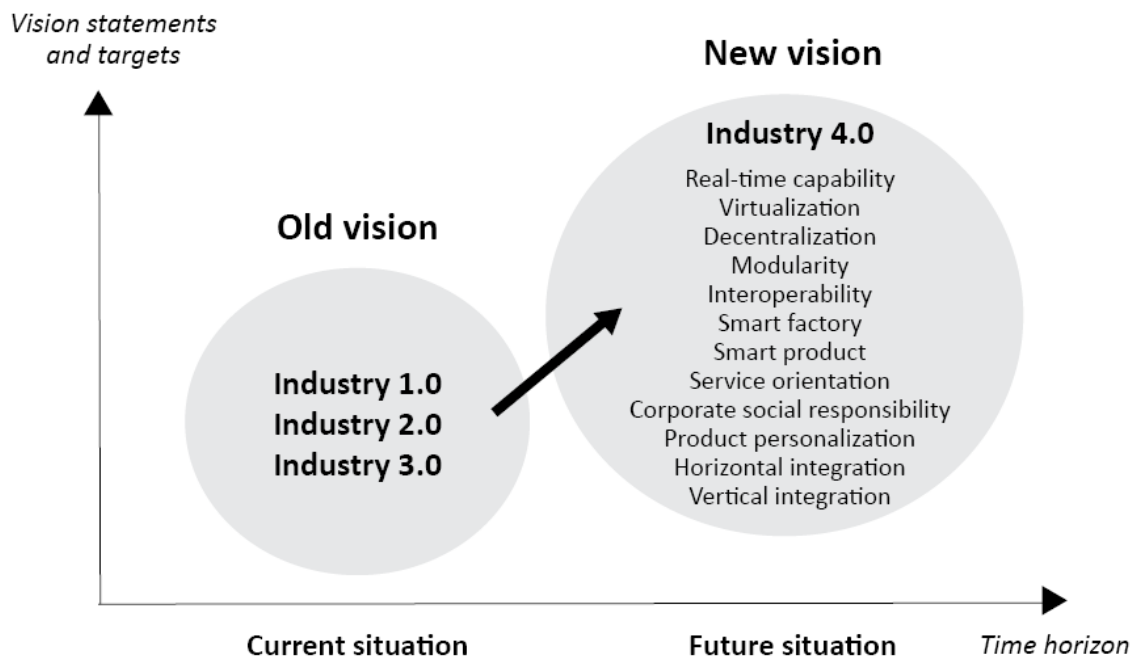 Vision statements
and targets
New vision
Industry 4.0
Real-time capability
Virtualization
Decentralization
Modularity
Interoperability
Smart factory
Smart product
Service orientation
Corporate social responsibility
Product personalization
Horizontal integration
Vertical integration
Old vision
Industry 1.0
Industry 2.0
Industry 3.0
Current situation
Future situation
Time horizon